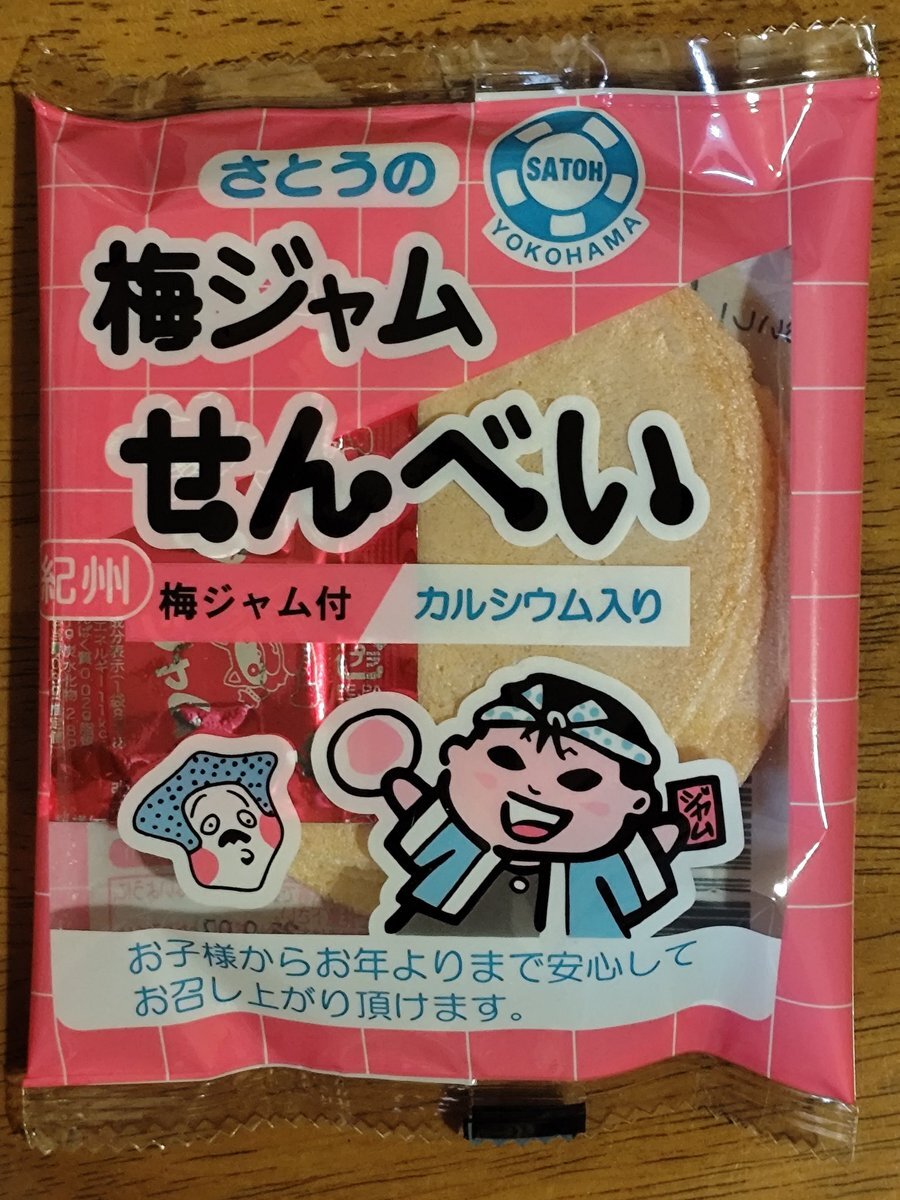 さとうの
SATOH
YOKOHAMA
梅ジャム
せんべい
紀州
梅ジャム付
カルシウム入り
ジャム
お子様からお年よりまで安心して
お召し上がり頂けます。